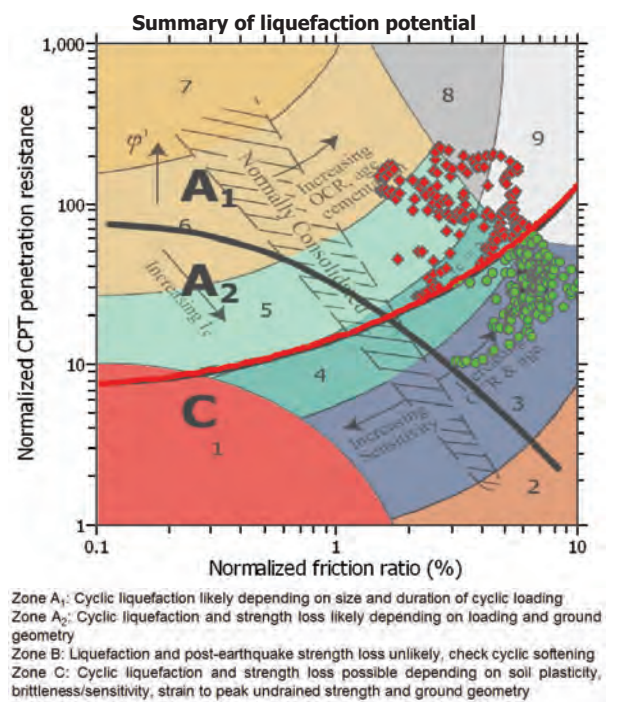 Summary of liquefaction potential
Normalized CPT penetration resistance
1,000
100
10
1
7
8
9
φ'
A1
6
Normally Consolidated
Increasing
OCR, age,
A2
Increasing Ic
5
4
C
1
Increasing
Sensitivity
3
2
0.1
1
10
Normalized friction ratio (%)
Zone A1: Cyclic liquefaction likely depending on size and duration of cyclic loading
Zone A2: Cyclic liquefaction and strength loss likely depending on loading and ground
geometry
Zone B: Liquefaction and post-earthquake strength loss unlikely, check cyclic softening
Zone C: Cyclic liquefaction and strength loss possible depending on soil plasticity,
brittleness/sensitivity, strain to peak undrained strength and ground geometry